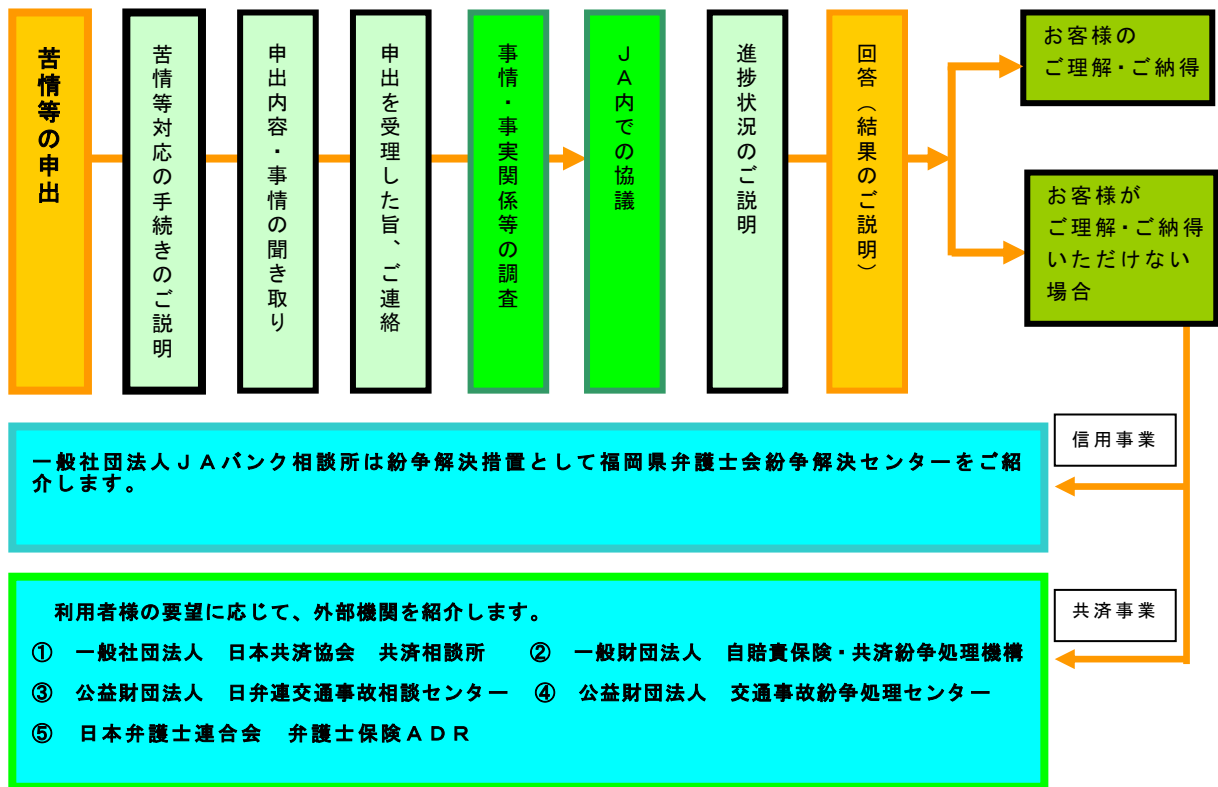 苦情等の申出
苦情等対応の手続きのご説明
申出内容・事情の聞き取り
申出を受理した旨、ご連絡
事情・事実関係等の調査
ＪＡ内での協議
進捗状況のご説明
回答（結果のご説明）
お客様の
ご理解・ご納得
お客様が
ご理解・ご納得
いただけない
場合
信用事業
一般社団法人ＪＡバンク相談所は紛争解決措置として福岡県弁護士会紛争解決センターをご紹
介します。
共済事業
利用者様の要望に応じて、外部機関を紹介します。
①　一般社団法人　日本共済協会　共済相談所　②　一般財団法人　自賠責保険・共済紛争処理機構
③　公益財団法人　日弁連交通事故相談センター　④　公益財団法人　交通事故紛争処理センター
⑤　日本弁護士連合会　弁護士保険ＡＤＲ